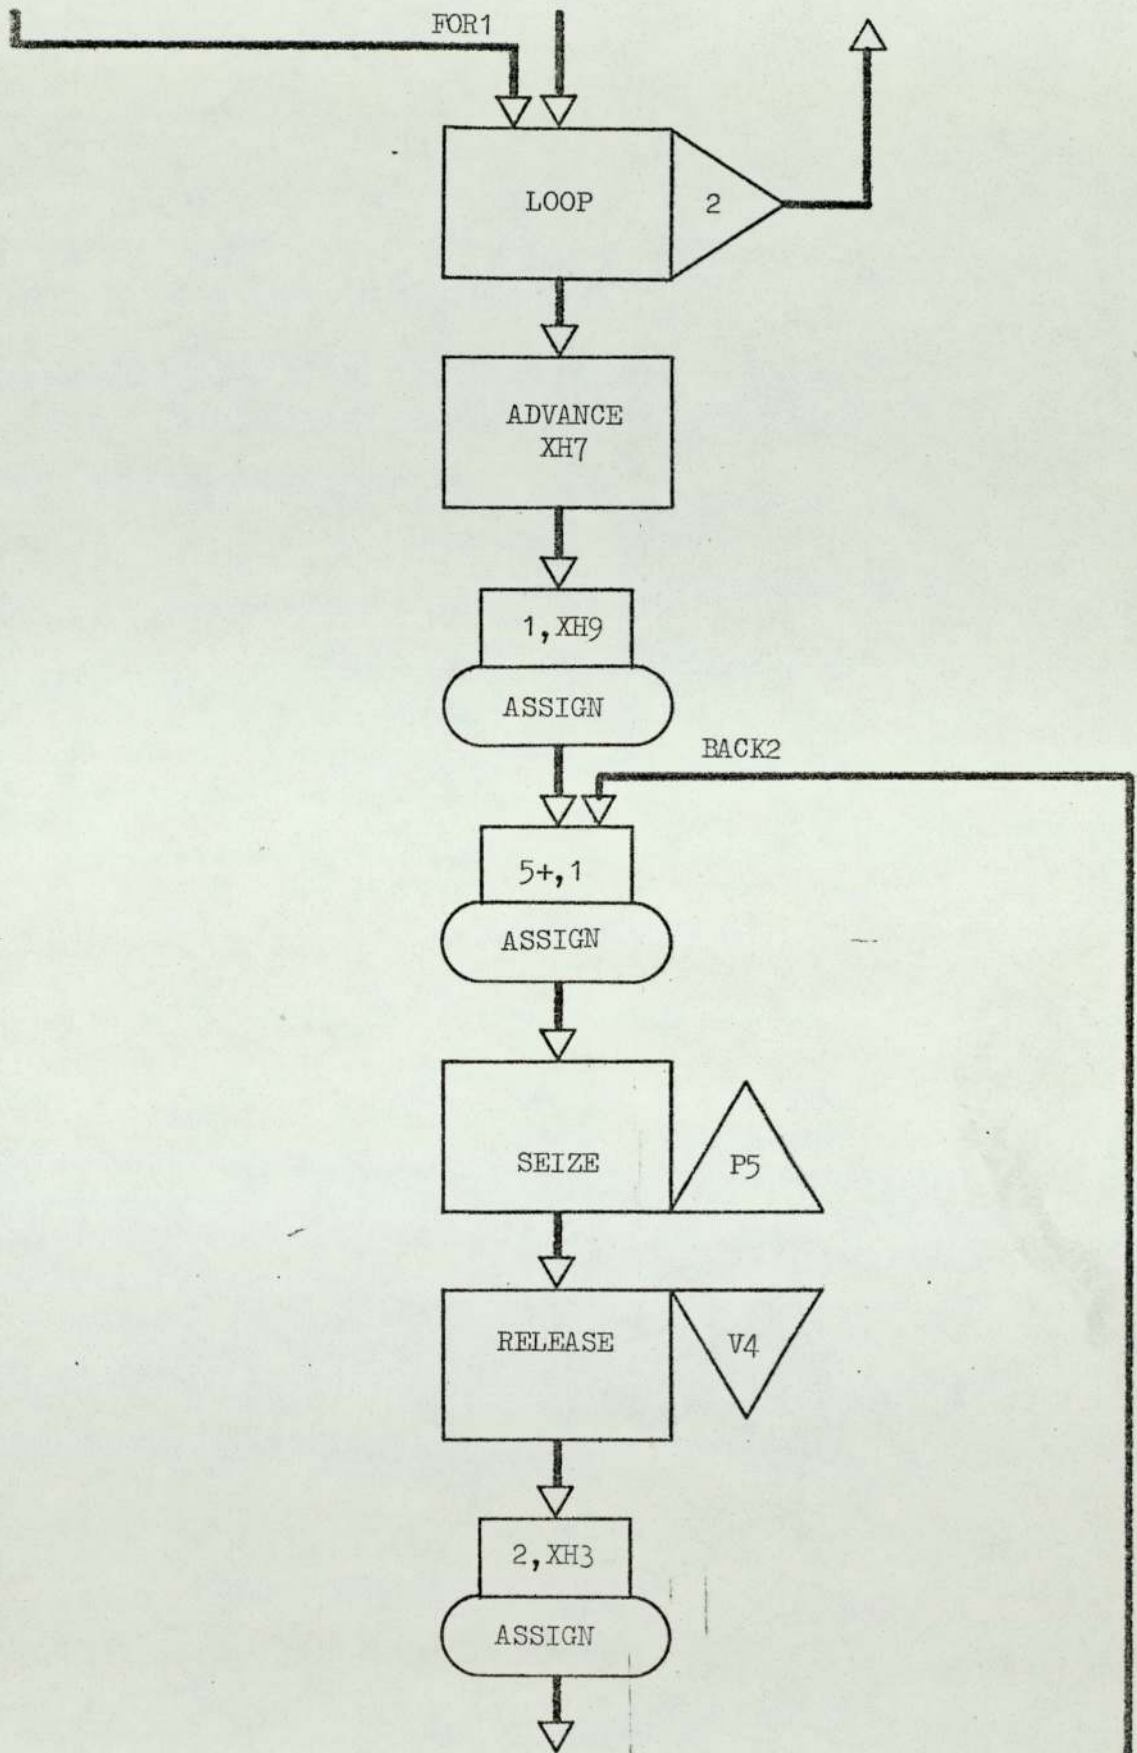 FOR1
LOOP
2
ADVANCE
XH7
1,XH9
ASSIGN
BACK2
5+,1
ASSIGN
SEIZE
P5
RELEASE
V4
2,XH3
ASSIGN